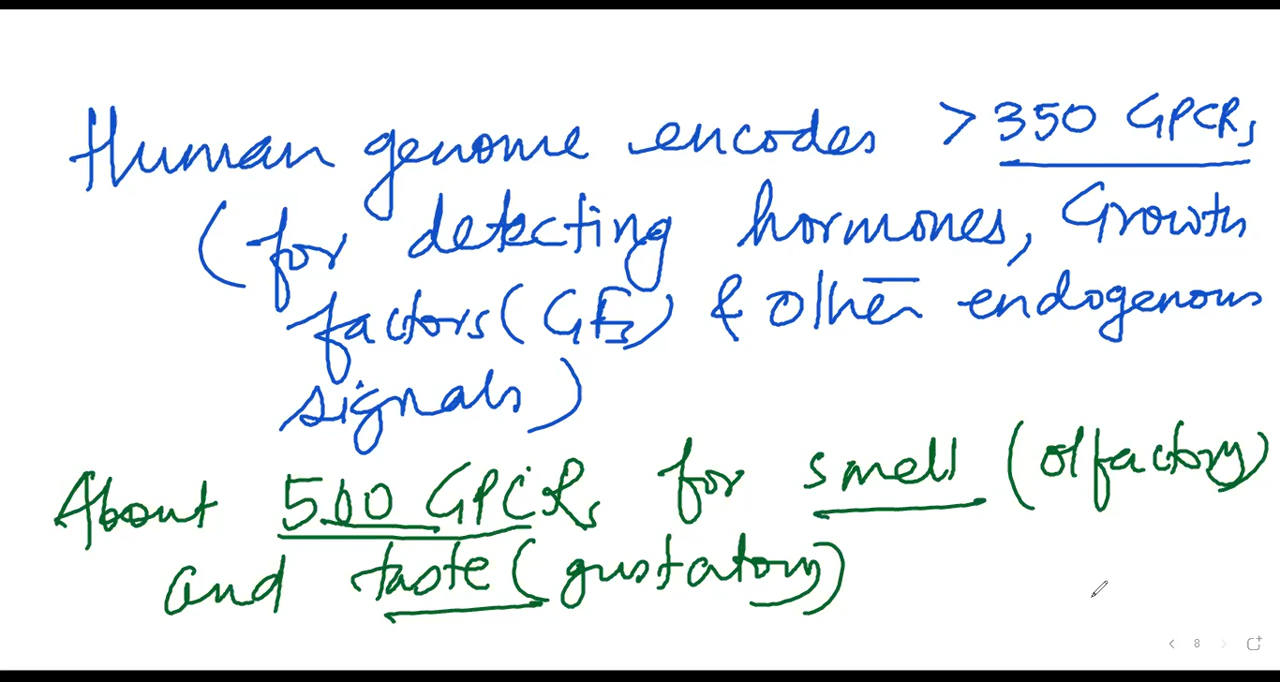 Human genome encodes > 350 GPCRs
(for detecting hormones, Growth
factors (GFs) & other endogenous
signals)
About 500 GPCRs for smell (olfactory)
and taste (gustatory)
8